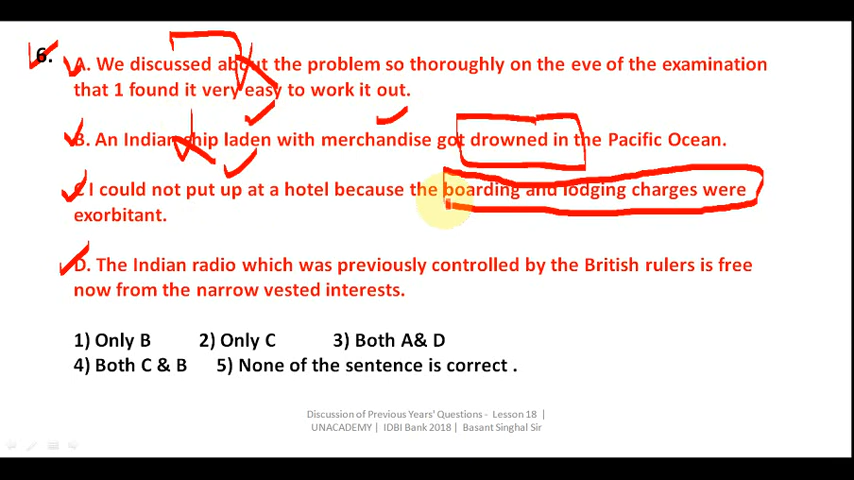 6.
A. We discussed about the problem so thoroughly on the eve of the examination
that 1 found it very easy to work it out.
B. An Indian ship laden with merchandise got drowned in the Pacific Ocean.
C I could not put up at a hotel because the boarding and lodging charges were
exorbitant.
D. The Indian radio which was previously controlled by the British rulers is free
now from the narrow vested interests.
1) Only B 2) Only C 3) Both A& D
4) Both C & B 5) None of the sentence is correct .
Discussion of Previous Years' Questions - Lesson 18 |
UNACADEMY | IDBI Bank 2018 | Basant Singhal Sir